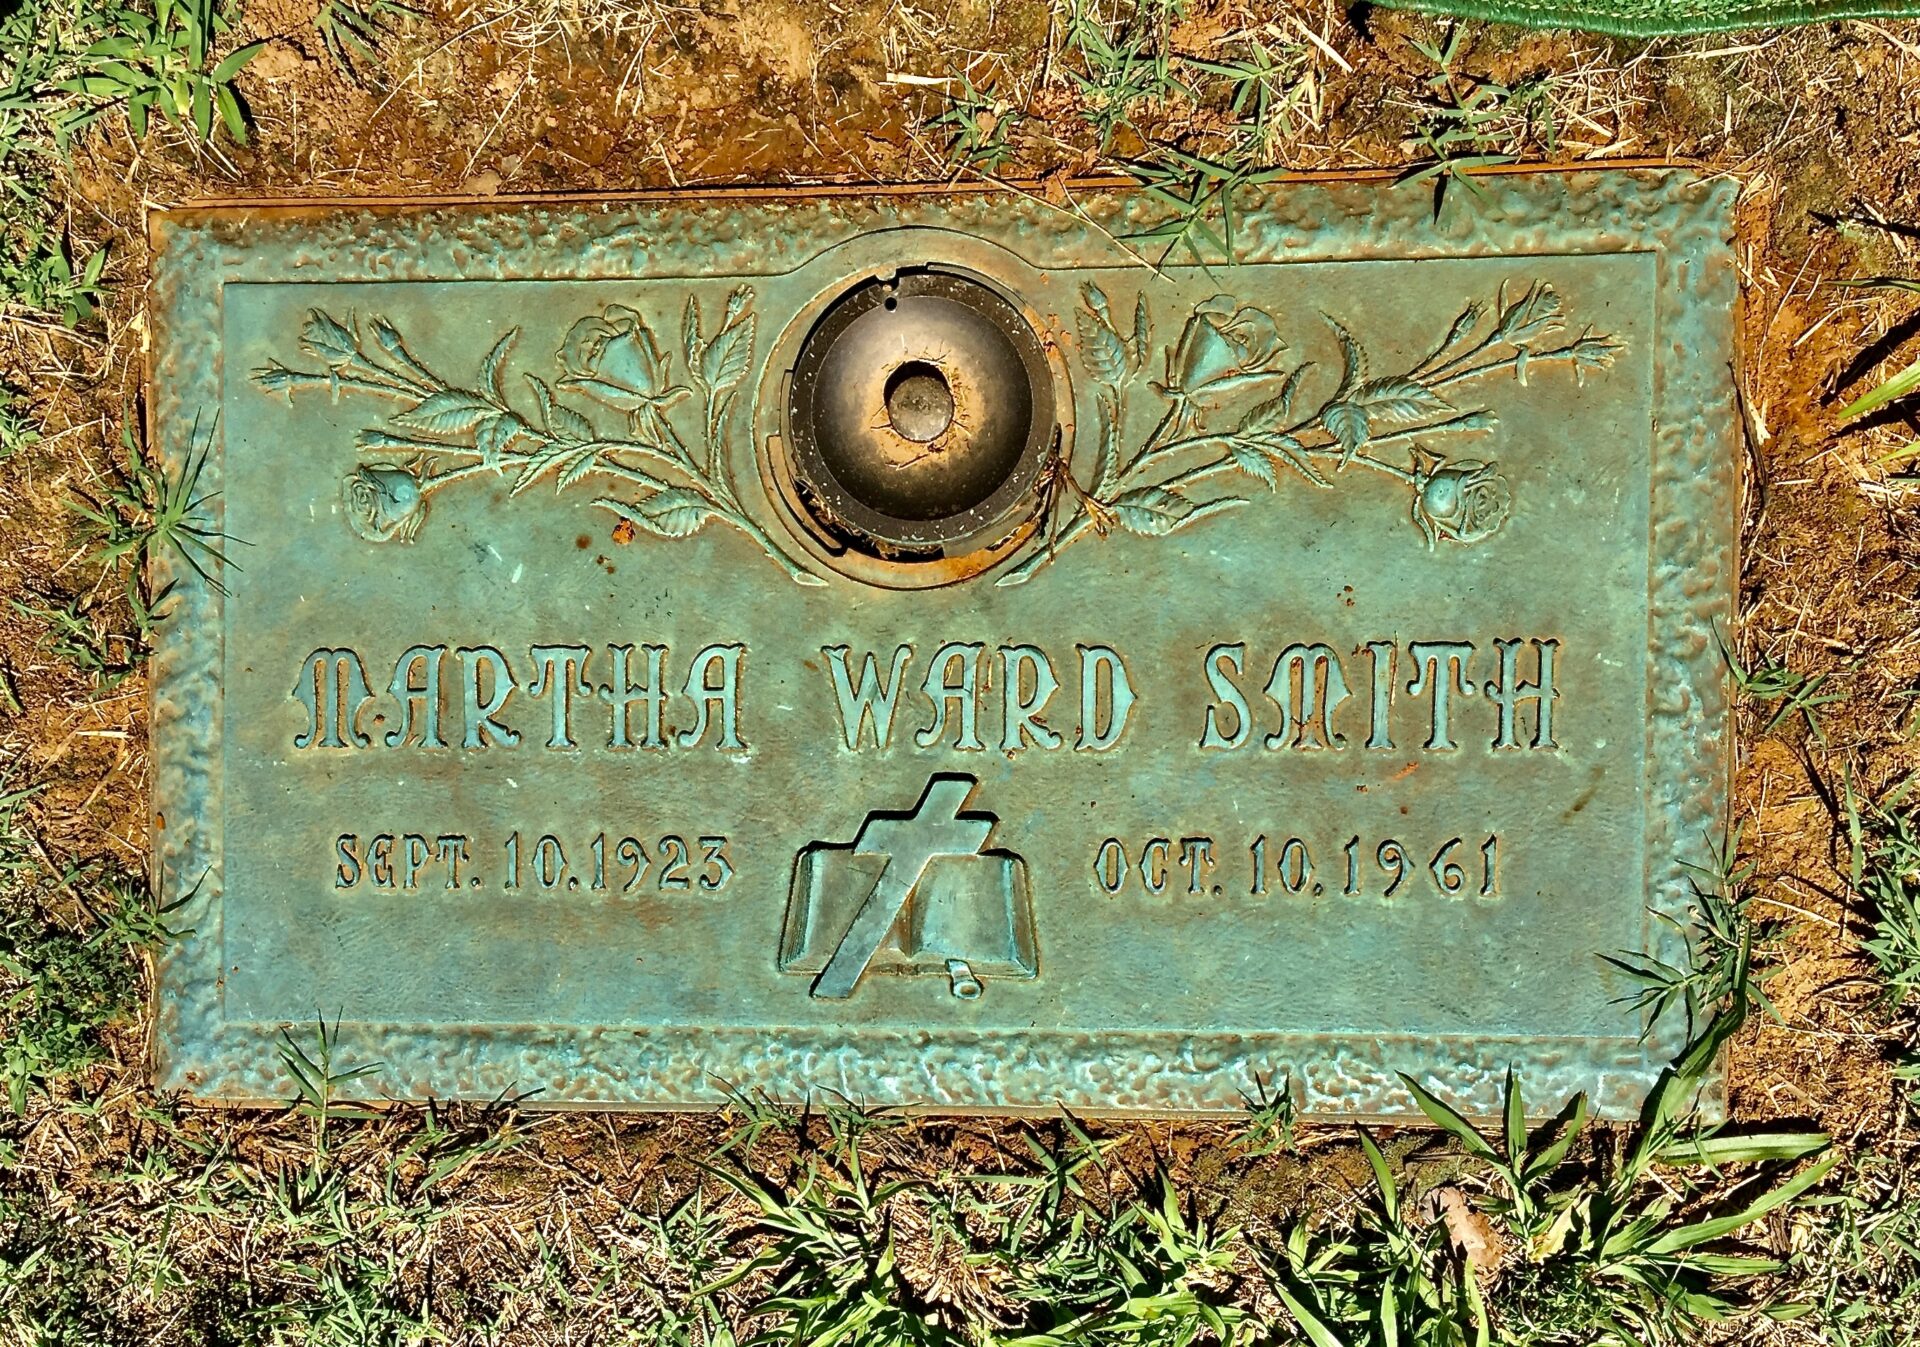 MARTHA WARD SMITH
SEPT. 10. 1923 OCT. 10. 1961